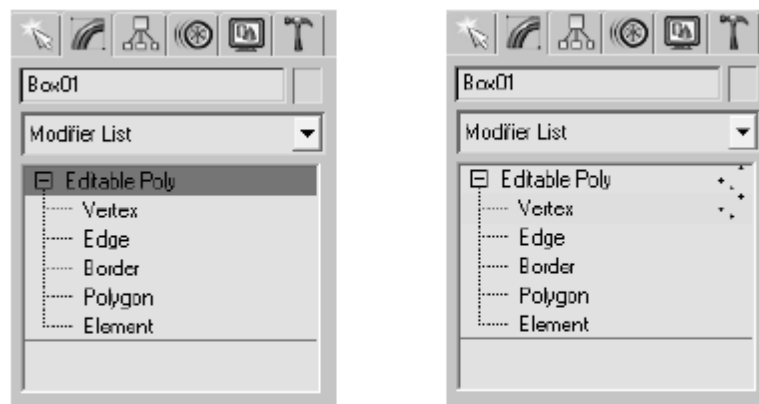 Box01
Modifier List
Editable Poly
Vertex
Edge
Border
Polygon
Element
Box01
Modifier List
Editable Poly
Vertex
Edge
Border
Polygon
Element